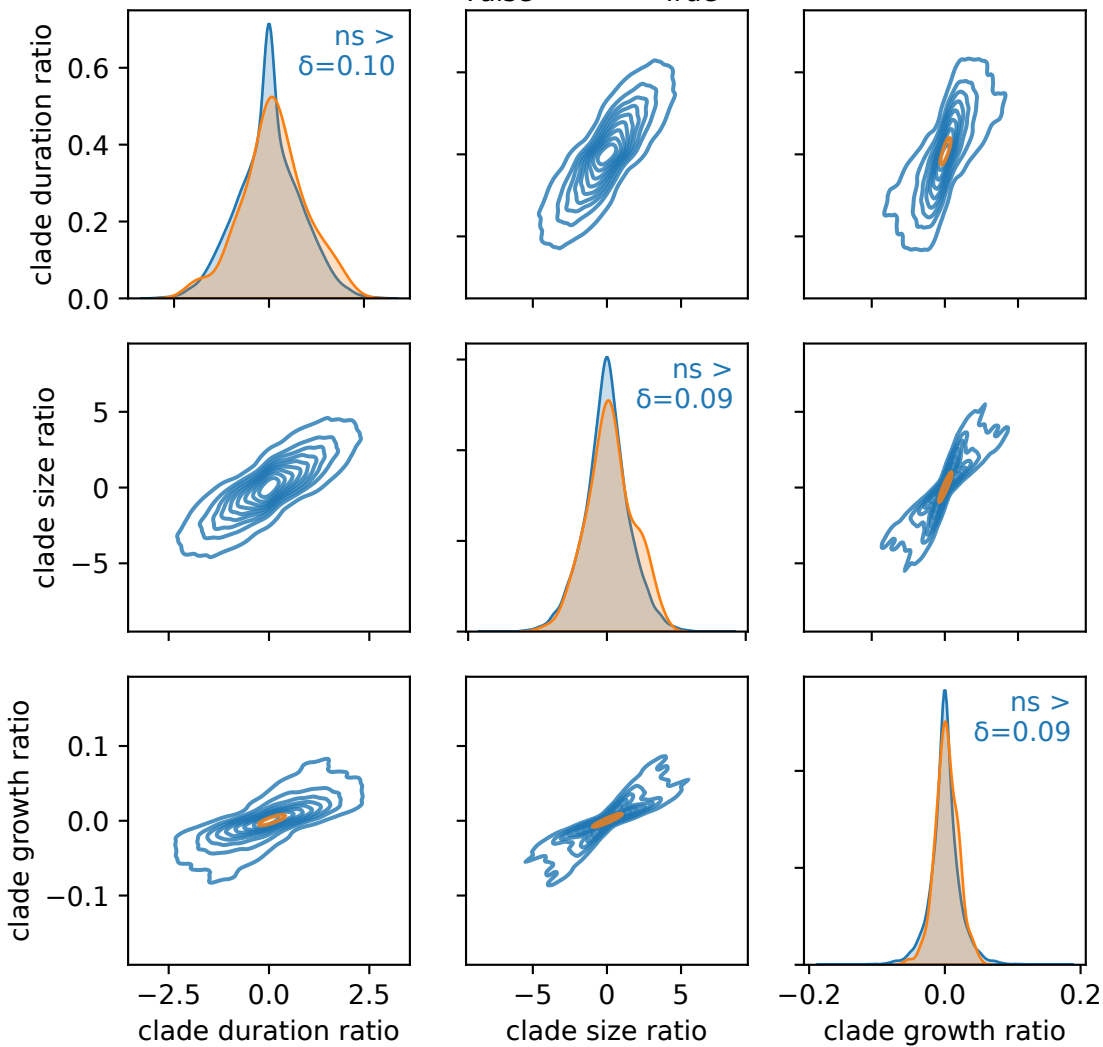 clade duration ratio
0.6
0.4
0.2
0.0
ns >
δ=0.10
clade size ratio
5
0
−5
ns >
δ=0.09
clade growth ratio
0.1
0.0
−0.1
ns >
δ=0.09
−2.5 0.0 2.5
−5 0 5
−0.2 0.0 0.2
clade duration ratio
clade size ratio
clade growth ratio